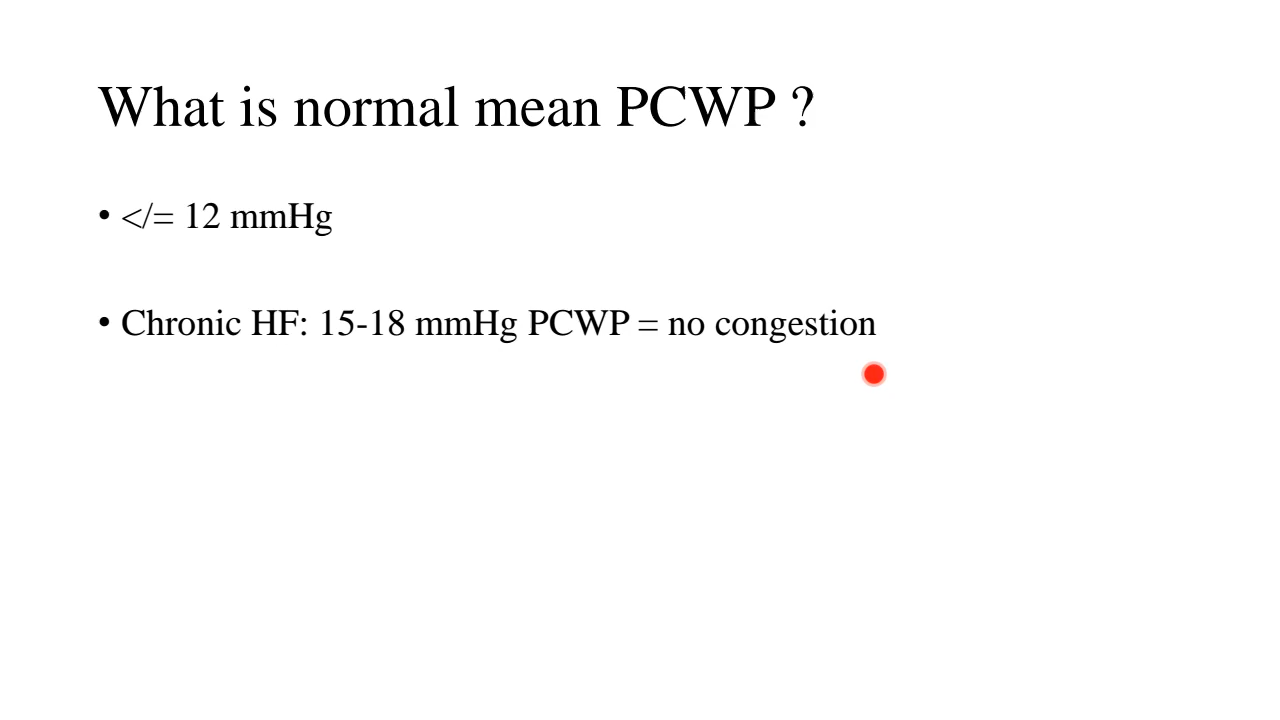 What is normal mean PCWP ?
• </= 12 mmHg
• Chronic HF: 15-18 mmHg PCWP = no congestion